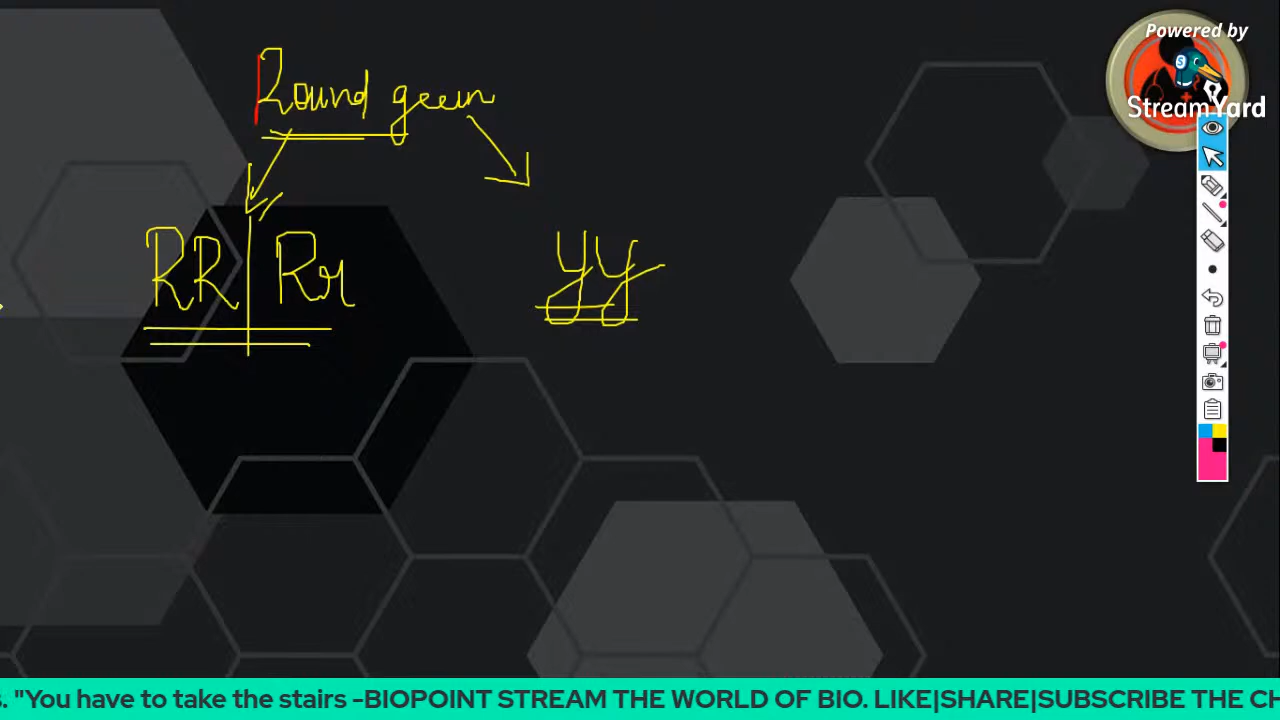 Powered by
StreamYard
Round green
RR | Rr
yy
s. "You have to take the stairs -BIOPOINT STREAM THE WORLD OF BIO. LIKE|SHARE|SUBSCRIBE THE CH